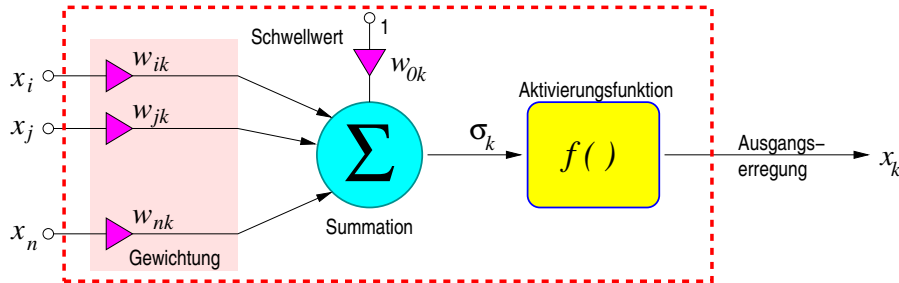 1
Schwellwert
w0k
xi
wik
xj
wjk
Aktivierungsfunktion
Σ
σk
f ( )
Ausgangs–
erregung
xk
xn
wnk
Gewichtung
Summation